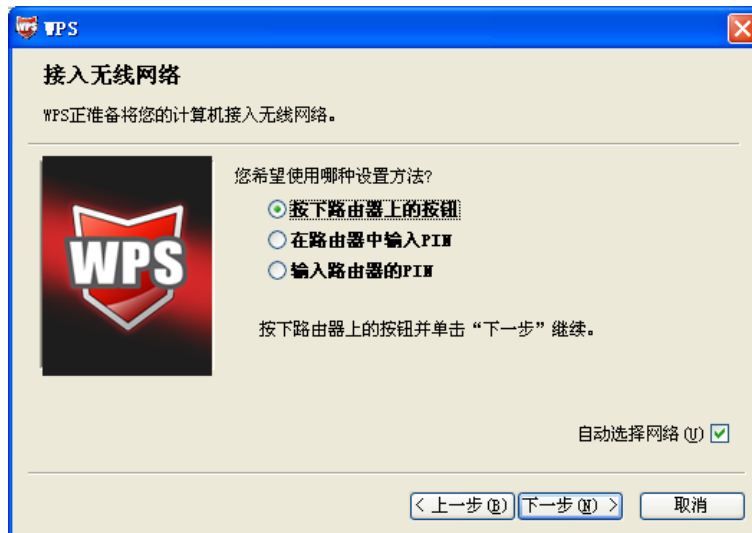 WPS
接入无线网络
WPS正准备将您的计算机接入无线网络。
您希望使用哪种设置方法?
WPS
按下路由器上的按钮
在路由器中输入PIN
输入路由器的PIN
按下路由器上的按钮并单击“下一步”继续。
自动选择网络(U)
< 上一步(B) 下一步(N) > 取消